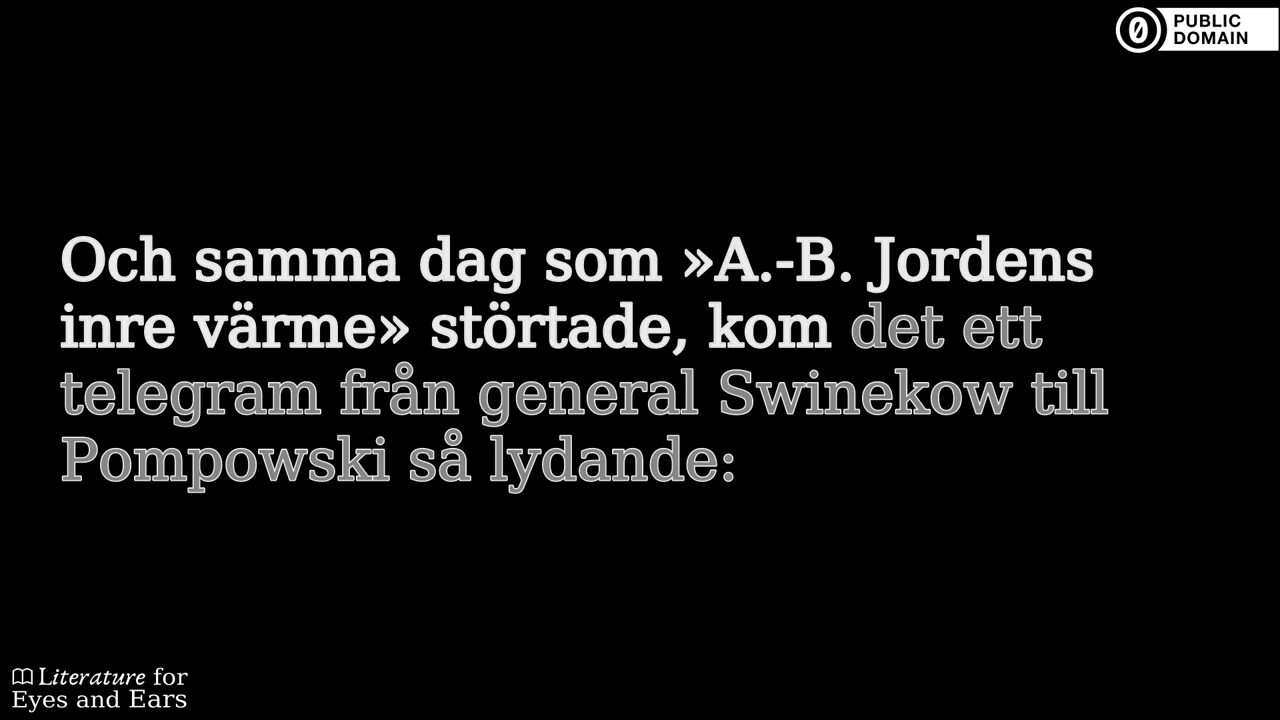 PUBLIC
DOMAIN
Och samma dag som »A.-B. Jordens
inre värme» störtade, kom det ett
telegram från general Swinekow till
Pompowski så lydande:
Literature for
Eyes and Ears